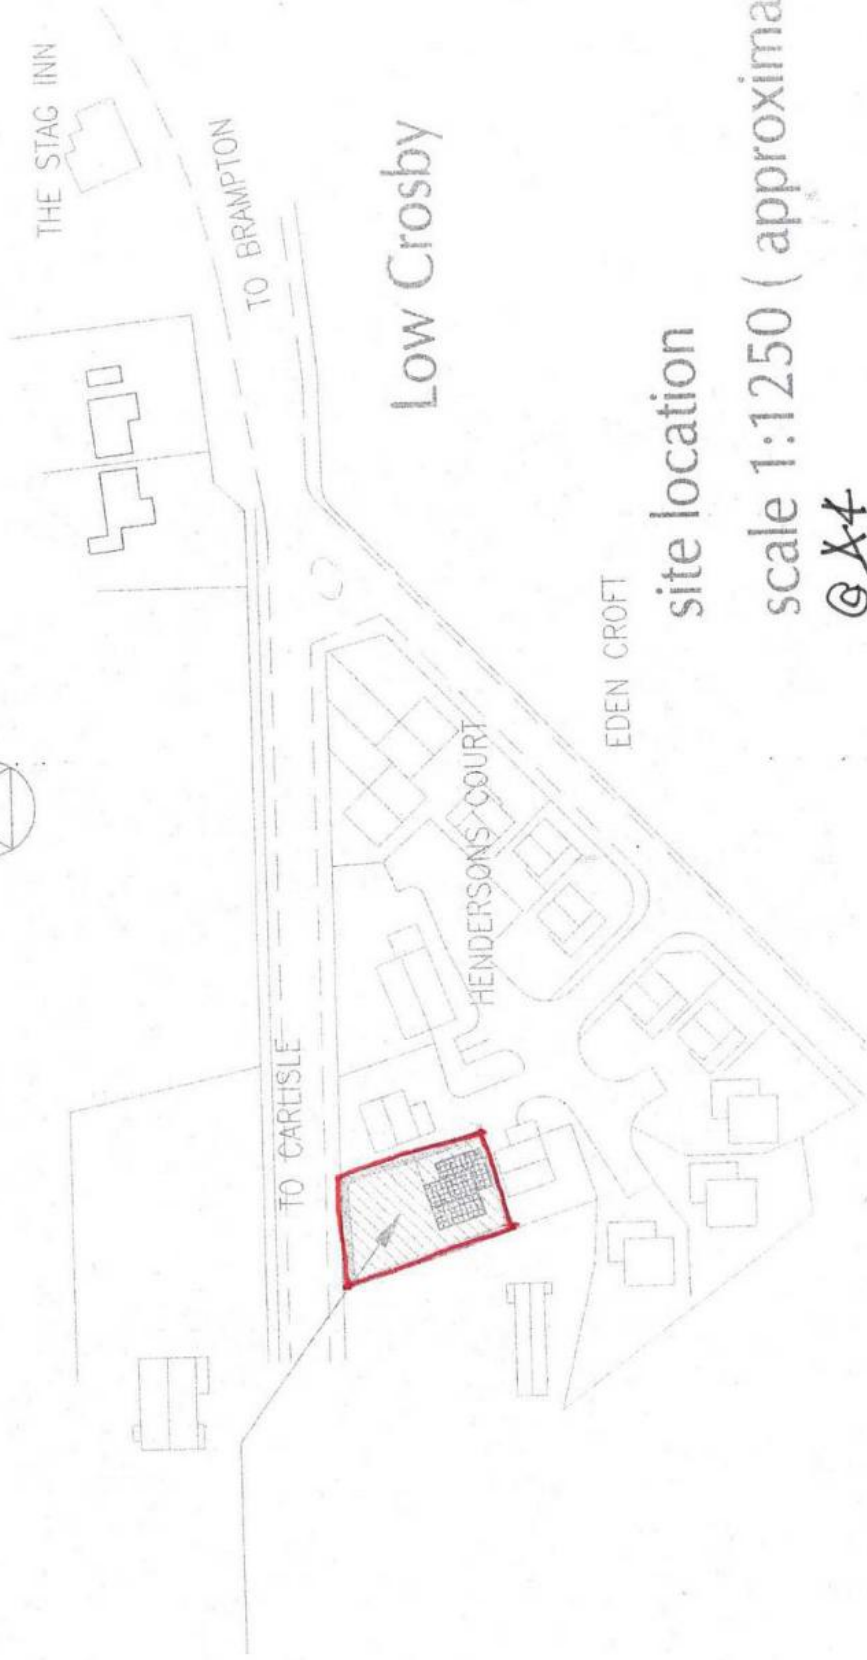 THE STAG INN
TO BRAMPTON
TO CARLISLE
Low Crosby
HENDERSONS COURT
EDEN CROFT
site location
scale 1:1250 ( approxima
@ A4